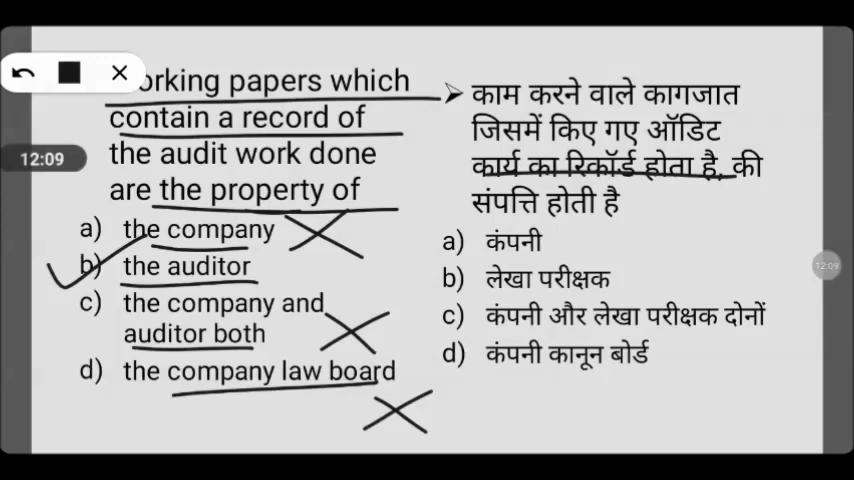 orking papers which
contain a record of
the audit work done
are the property of
a) the company
b) the auditor
c) the company and
auditor both
d) the company law board
➢ काम करने वाले कागजात
जिसमें किए गए ऑडिट
कार्य का रिकॉर्ड होता है, की
संपत्ति होती है
a) कंपनी
b) लेखा परीक्षक
c) कंपनी और लेखा परीक्षक दोनों
d) कंपनी कानून बोर्ड
12:09
12:09